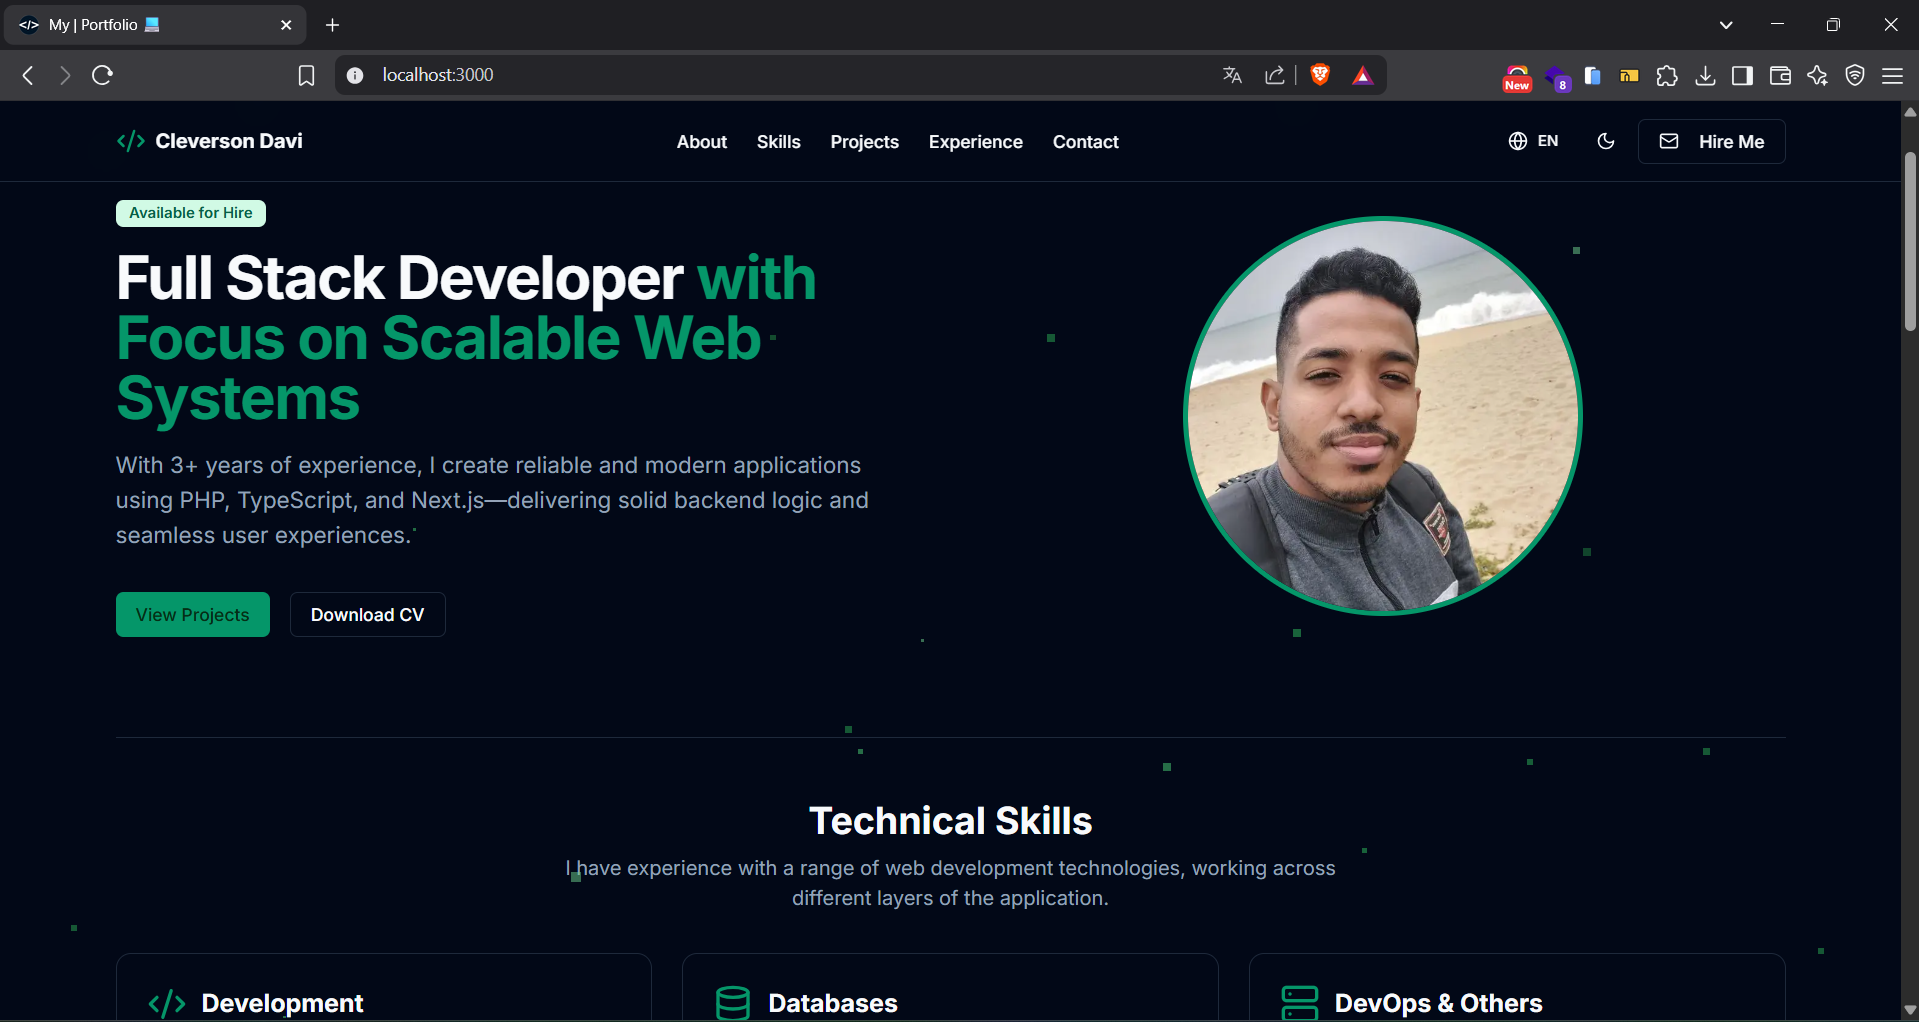 My | Portfolio
localhost:3000
New
8
Cleverson Davi
About
Skills
Projects
Experience
Contact
EN
Hire Me
Available for Hire
Full Stack Developer with
Focus on Scalable Web
Systems
With 3+ years of experience, I create reliable and modern applications
using PHP, TypeScript, and Next.js—delivering solid backend logic and
seamless user experiences.
View Projects
Download CV
Technical Skills
I have experience with a range of web development technologies, working across
different layers of the application.
Development
Databases
DevOps & Others